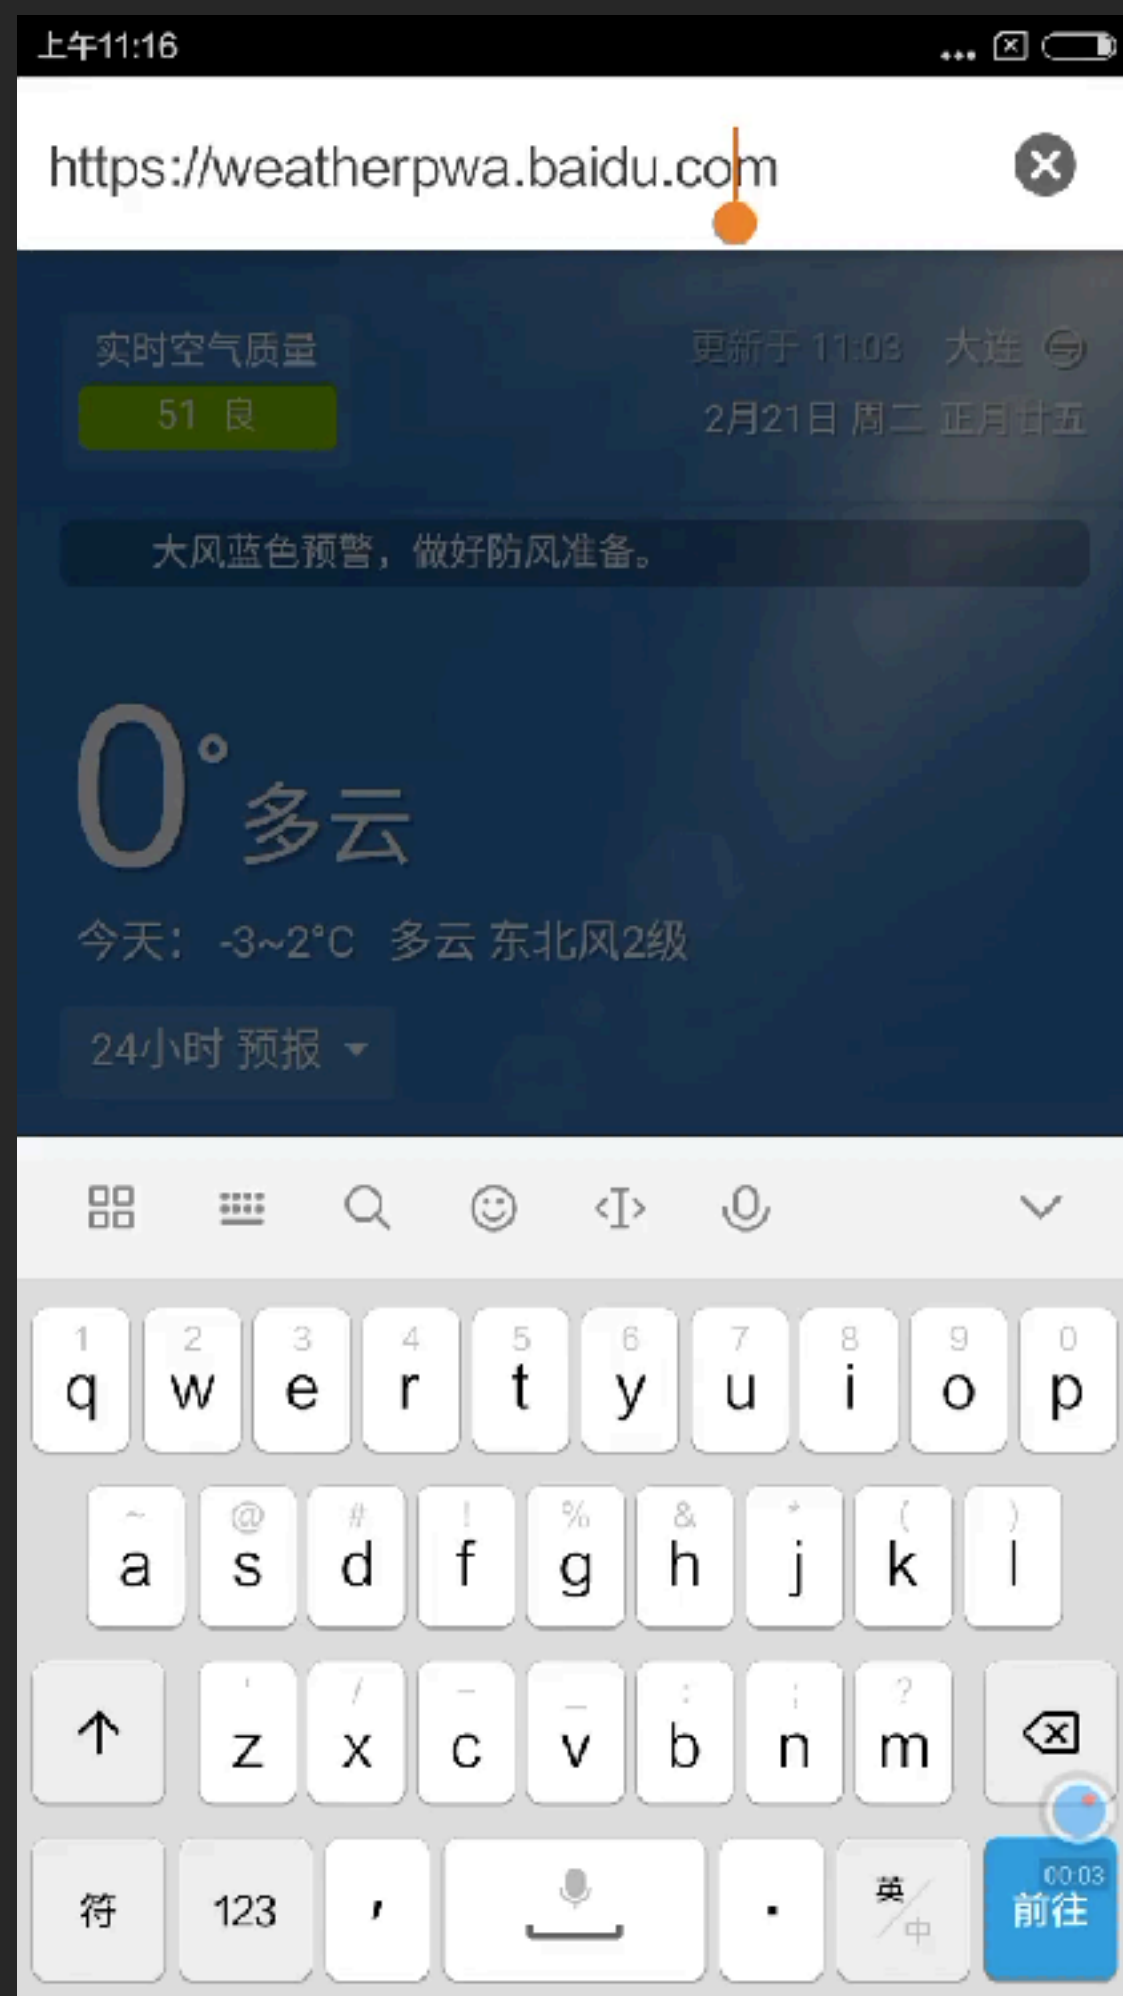 上午11:16
https://weatherpwa.baidu.com
实时空气质量
更新于 11:03 大连
51 良
2月21日 周二 正月廿五
大风蓝色预警，做好防风准备。
0° 多云
今天： -3~2°C 多云 东北风2级
24小时 预报
1 2 3 4 5 6 7 8 9 0
q w e r t y u i o p
~ @ # ! % & * ( )
a s d f g h j k l
' / - _ : ; ?
z x c v b n m
00:03
符 123 , . 英/中 前往